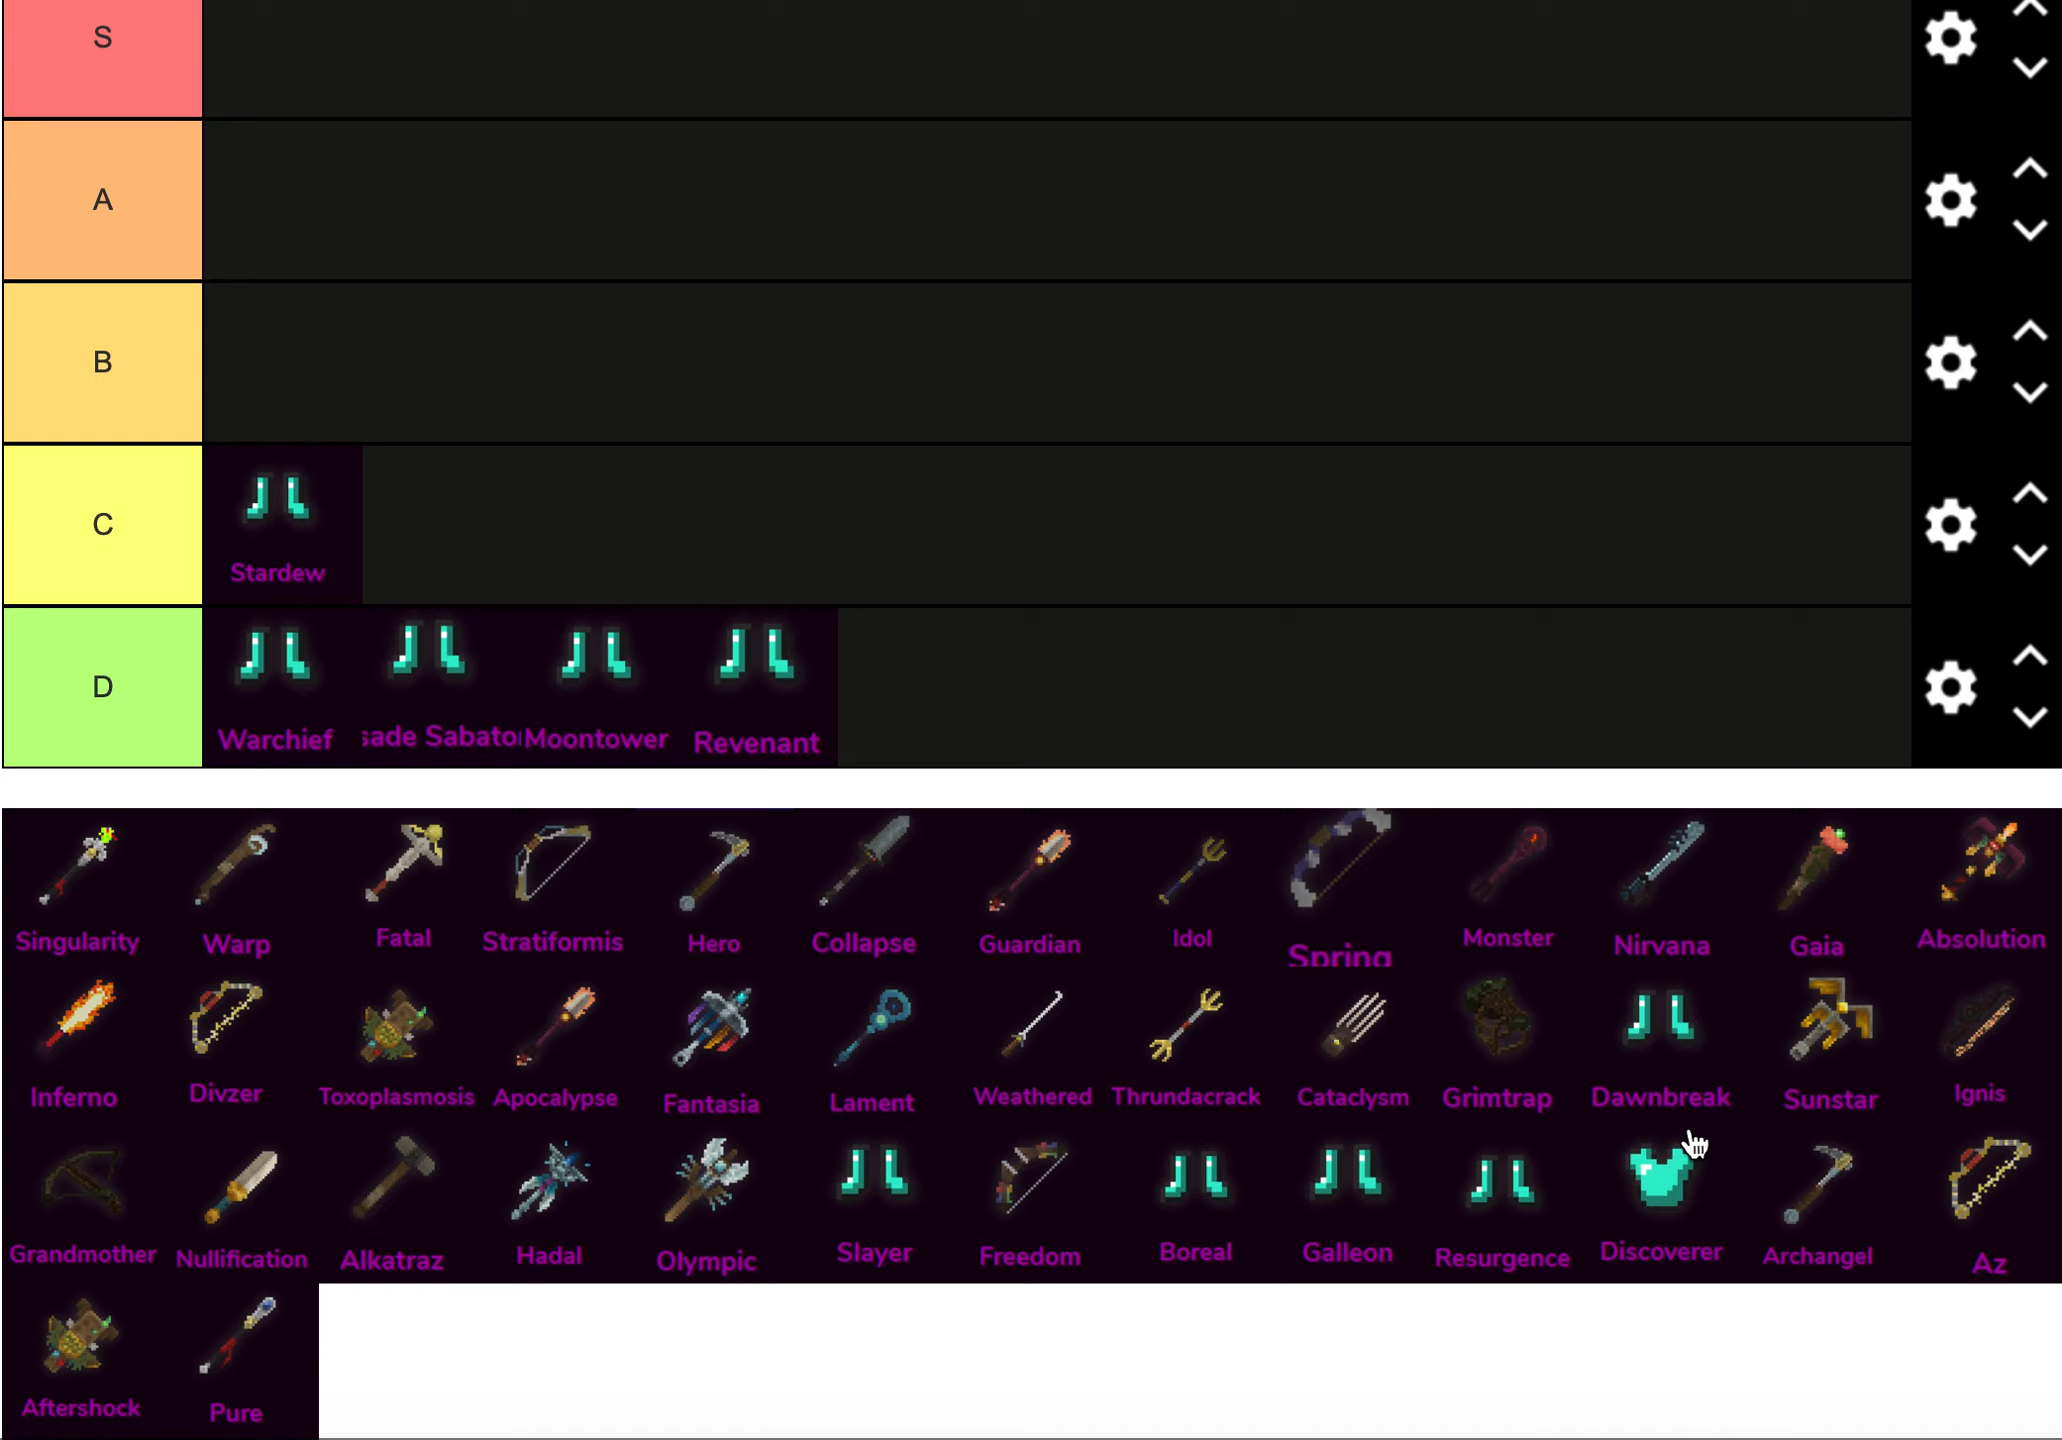 S
A
B
C
Stardew
D
Warchief sade Sabato Moontower Revenant
Singularity Warp Fatal Stratiformis Hero Collapse Guardian Idol Spring Monster Nirvana Gaia Absolution
Inferno Divzer Toxoplasmosis Apocalypse Fantasia Lament Weathered Thrundacrack Cataclysm Grimtrap Dawnbreak Sunstar Ignis
Grandmother Nullification Alkatraz Hadal Olympic Slayer Freedom Boreal Galleon Resurgence Discoverer Archangel Az
Aftershock Pure